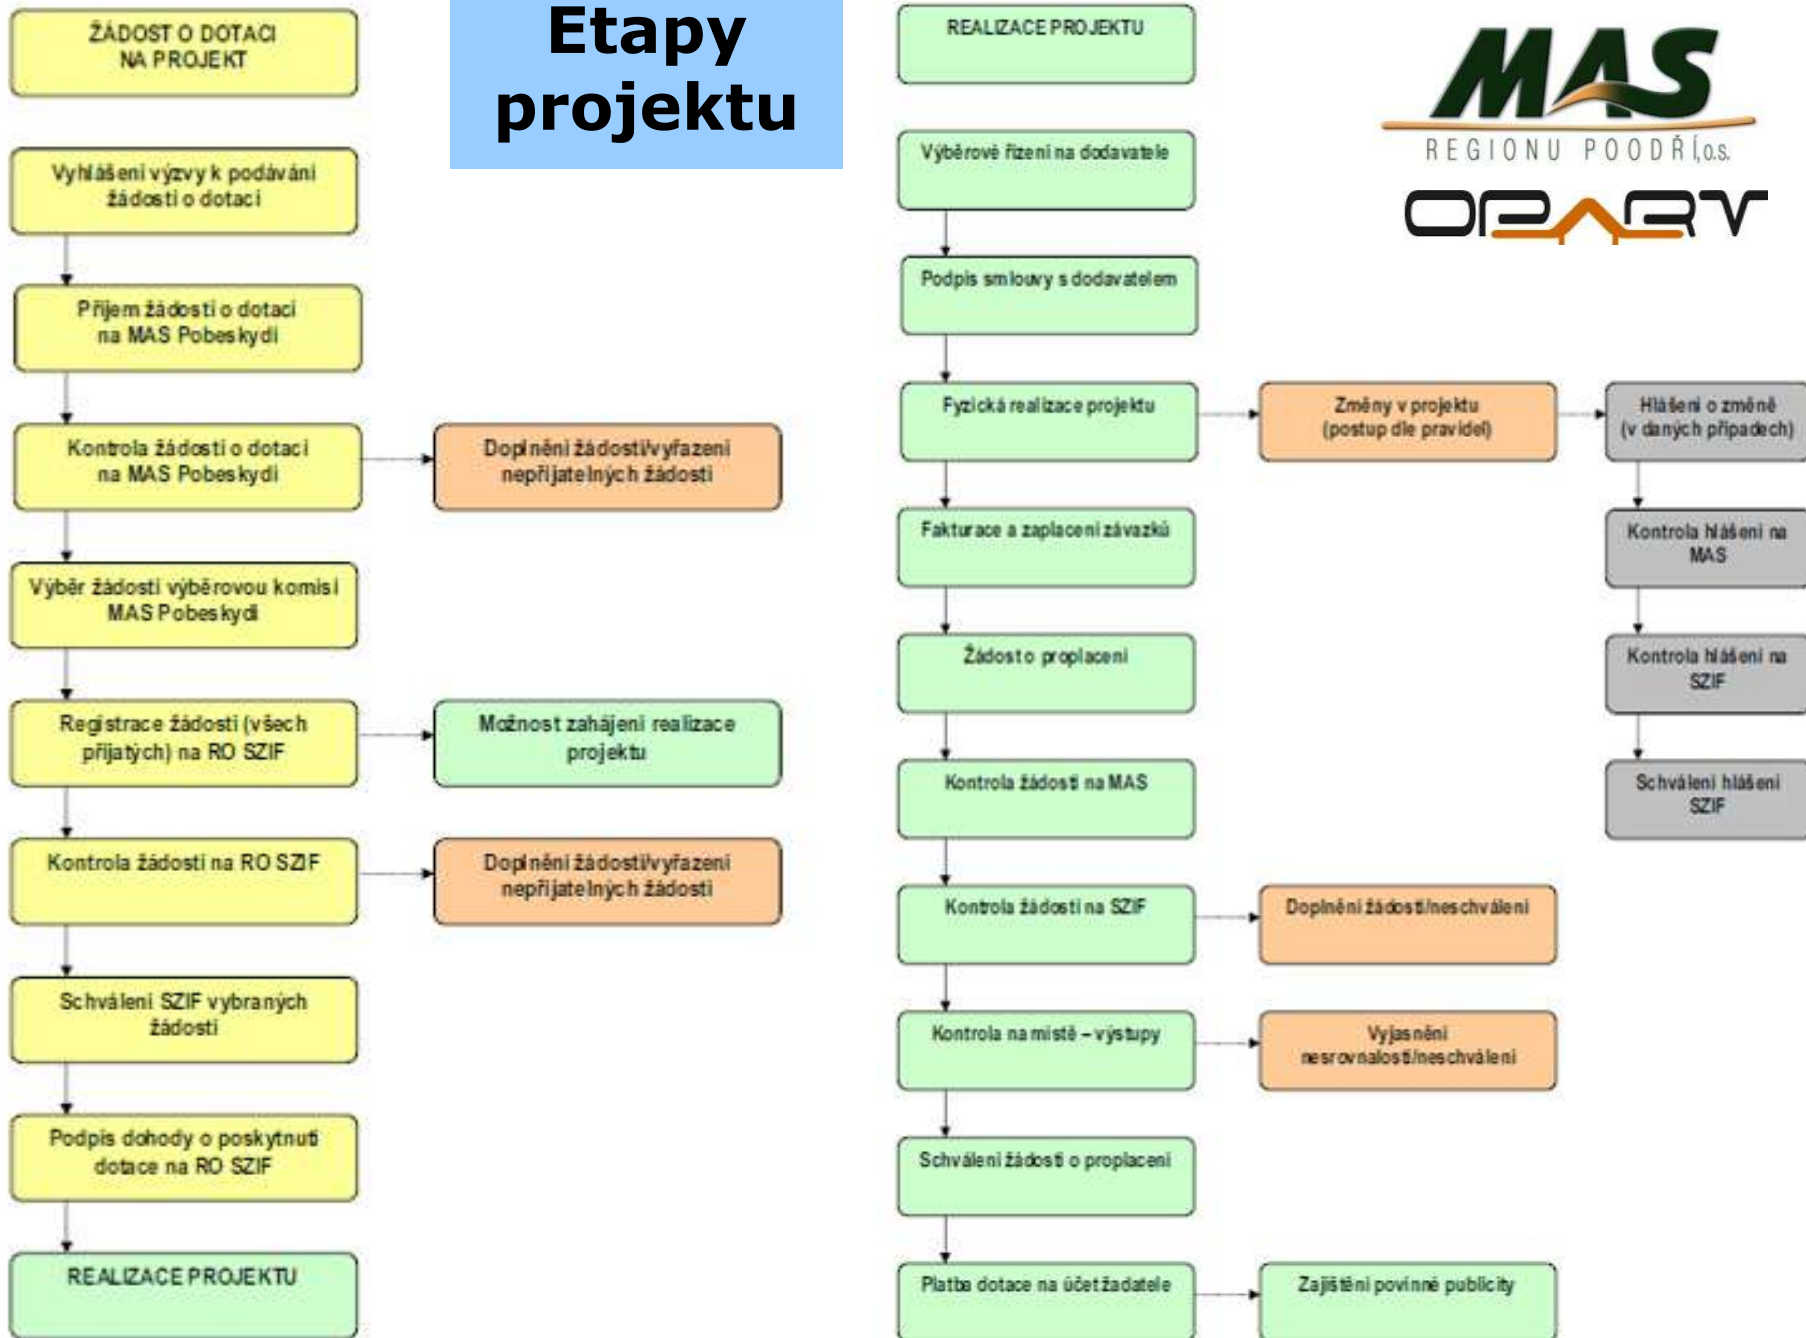 ŽÁDOST O DOTACI
NA PROJEKT
Vyhlášení výzvy k podávání
žádostí o dotaci
Příjem žádostí o dotaci
na MAS Pobeskydí
Kontrola žádostí o dotaci
na MAS Pobeskydí
Doplnění žádostí/vyřazení
nepřijatelných žádostí
Výběr žádostí výběrovou komisí
MAS Pobeskydí
Registrace žádostí (všech
přijatých) na RO SZIF
Možnost zahájení realizace
projektu
Kontrola žádostí na RO SZIF
Doplnění žádostí/vyřazení
nepřijatelných žádostí
Schválení SZIF vybraných
žádostí
Podpis dohody o poskytnutí
dotace na RO SZIF
REALIZACE PROJEKTU
Etapy
projektu
REALIZACE PROJEKTU
Výběrové řízení na dodavatele
Podpis smlouvy s dodavatelem
Fyzická realizace projektu
Změny v projektu
(postup dle pravidel)
Hlášení o změně
(v daných případech)
Fakturace a zaplacení závazků
Kontrola hlášení na
MAS
Žádost o proplacení
Kontrola hlášení na
SZIF
Kontrola žádostí na MAS
Schválení hlášení
SZIF
Kontrola žádostí na SZIF
Doplnění žádostí/neschválení
Kontrola na místě – výstupy
Vyjasnění
nesrovnalostí/neschválení
Schválení žádostí o proplacení
Platba dotace na účet žadatele
Zajištění povinné publicity
MAS
REGIONU POODŘÍ,o.s.
OPARV